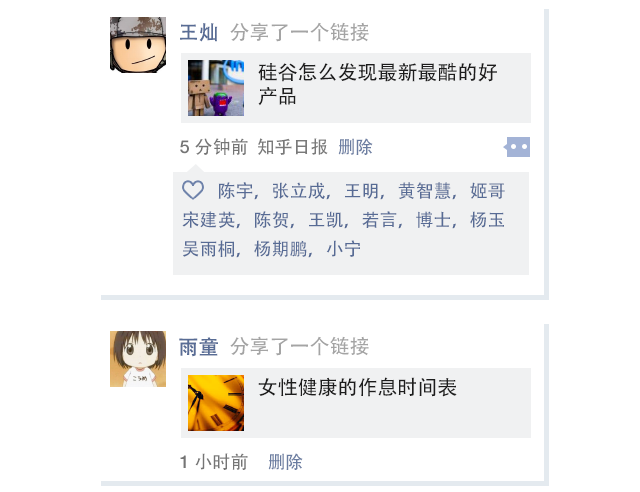 王灿 分享了一个链接
硅谷怎么发现最新最酷的好
产品
5 分钟前 知乎日报 删除
陈宇, 张立成, 王明, 黄智慧, 姬哥
宋建英, 陈贺, 王凯, 若言, 博士, 杨玉
吴雨桐, 杨期鹏, 小宁
雨童 分享了一个链接
女性健康的作息时间表
1 小时前 删除